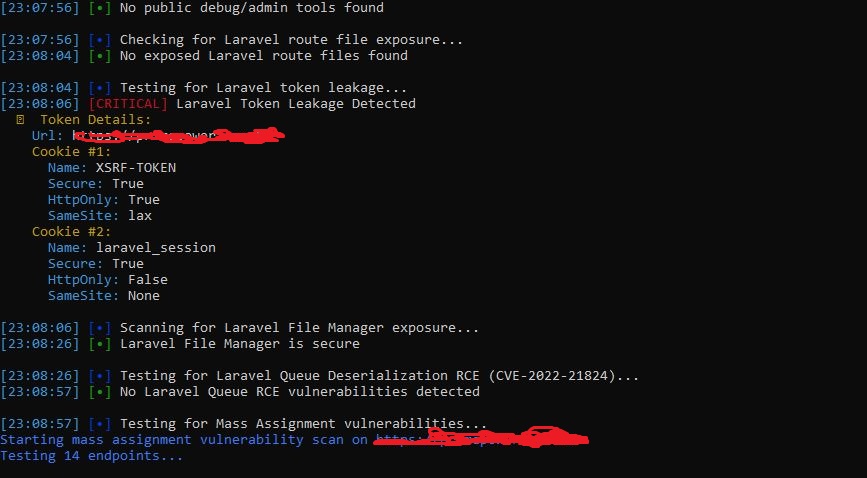 [23:07:56] [•] No public debug/admin tools found
[23:07:56] [•] Checking for Laravel route file exposure...
[23:08:04] [•] No exposed Laravel route files found
[23:08:04] [•] Testing for Laravel token leakage...
[23:08:06] [CRITICAL] Laravel Token Leakage Detected
Token Details:
Url:
Cookie #1:
Name: XSRF-TOKEN
Secure: True
HttpOnly: True
SameSite: lax
Cookie #2:
Name: laravel_session
Secure: True
HttpOnly: False
SameSite: None
[23:08:06] [•] Scanning for Laravel File Manager exposure...
[23:08:26] [•] Laravel File Manager is secure
[23:08:26] [•] Testing for Laravel Queue Deserialization RCE (CVE-2022-21824)...
[23:08:57] [•] No Laravel Queue RCE vulnerabilities detected
[23:08:57] [•] Testing for Mass Assignment vulnerabilities...
Starting mass assignment vulnerability scan on
Testing 14 endpoints...